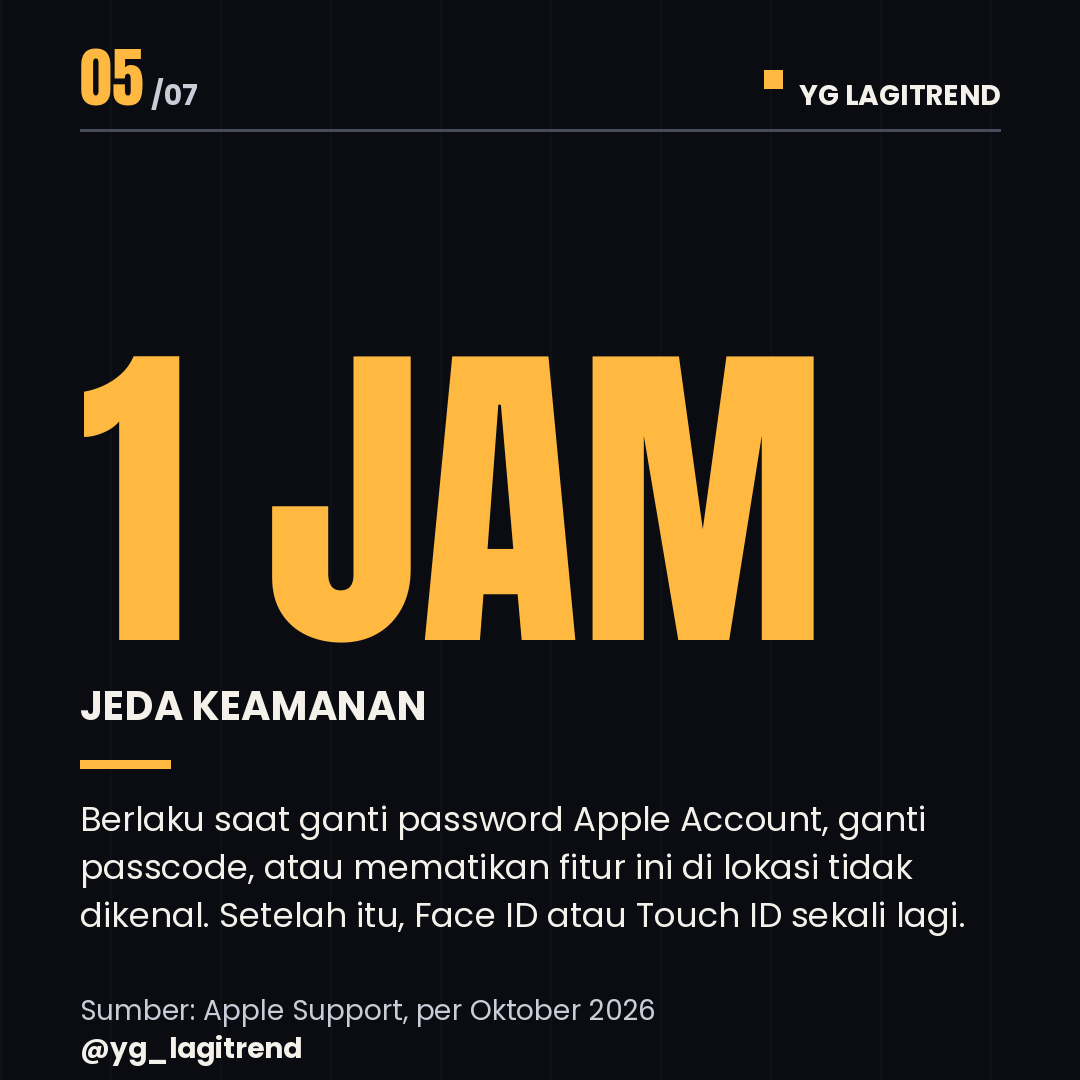 05 /07
YG LAGITREND
1 JAM
JEDA KEAMANAN
Berlaku saat ganti password Apple Account, ganti
passcode, atau mematikan fitur ini di lokasi tidak
dikenal. Setelah itu, Face ID atau Touch ID sekali lagi.
Sumber: Apple Support, per Oktober 2026
@yg_lagitrend